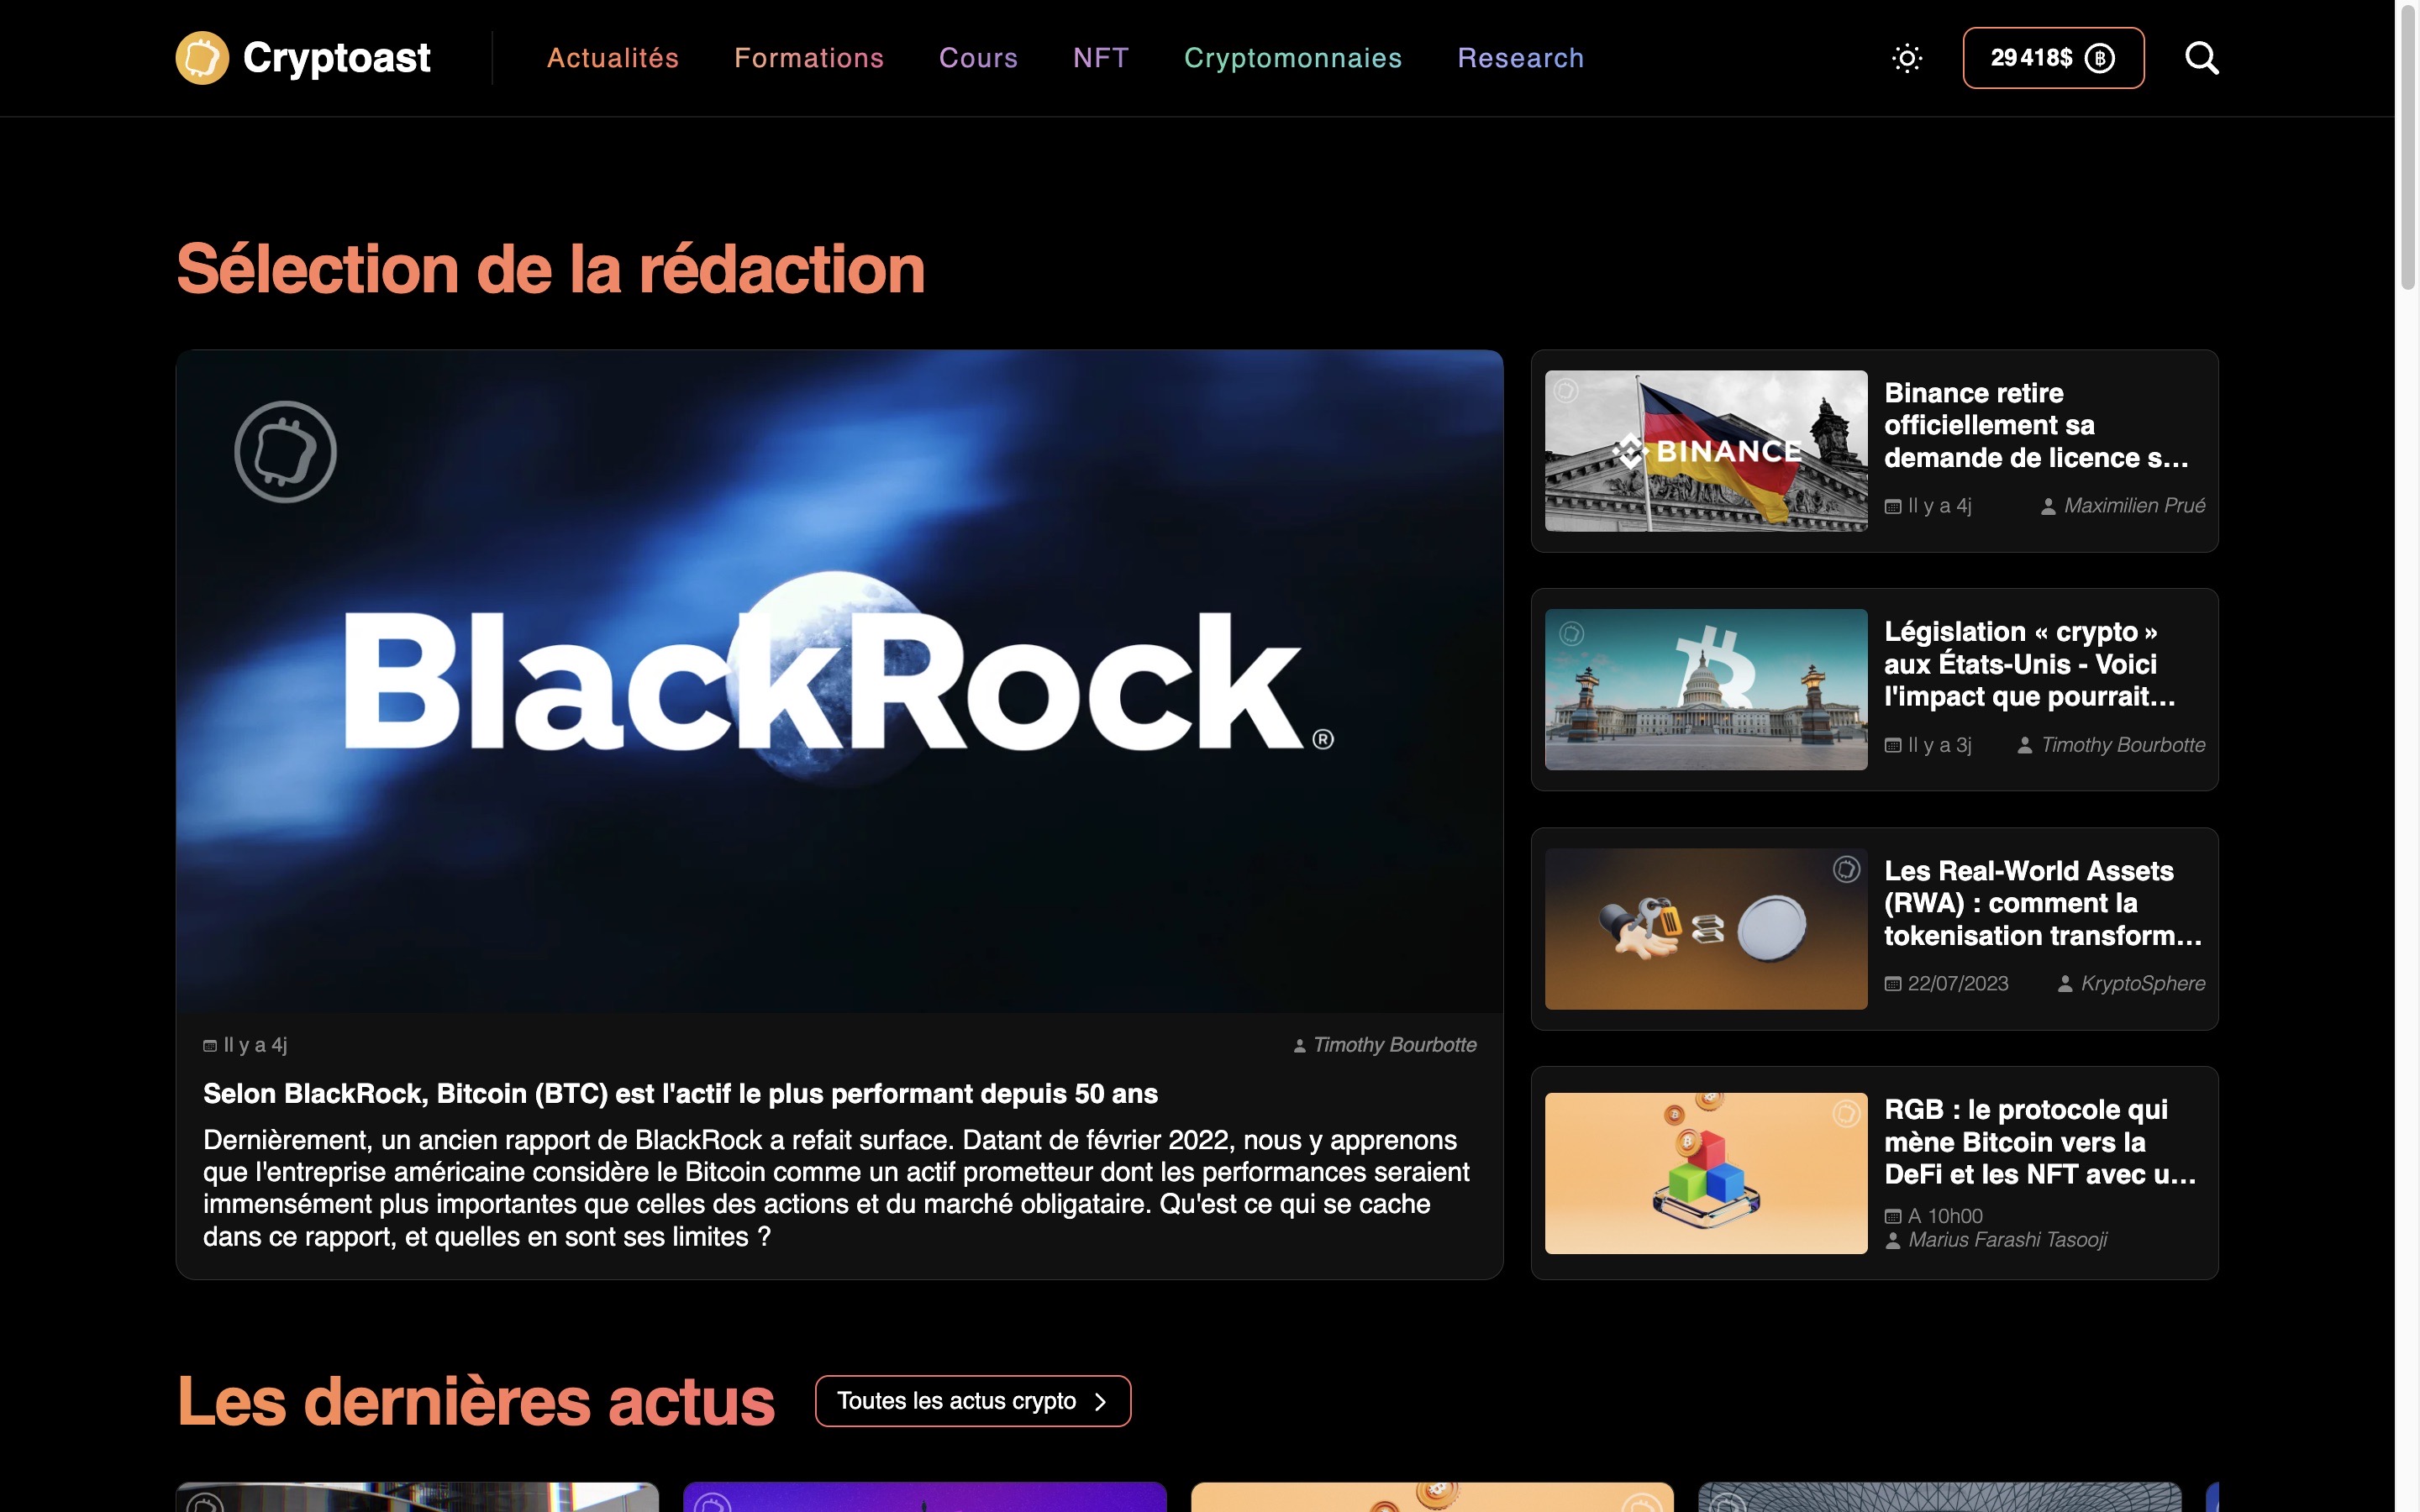 Cryptoast
Actualités
Formations
Cours
NFT
Cryptomonnaies
Research
29 418$
Sélection de la rédaction
BlackRock®
Il y a 4j
Timothy Bourbotte
Selon BlackRock, Bitcoin (BTC) est l'actif le plus performant depuis 50 ans
Dernièrement, un ancien rapport de BlackRock a refait surface. Datant de février 2022, nous y apprenons
que l'entreprise américaine considère le Bitcoin comme un actif prometteur dont les performances seraient
immensément plus importantes que celles des actions et du marché obligataire. Qu'est ce qui se cache
dans ce rapport, et quelles en sont ses limites ?
BINANCE
Binance retire
officiellement sa
demande de licence s...
Il y a 4j
Maximilien Prué
Législation « crypto »
aux États-Unis - Voici
l'impact que pourrait...
Il y a 3j
Timothy Bourbotte
Les Real-World Assets
(RWA) : comment la
tokenisation transform...
22/07/2023
KryptoSphere
RGB : le protocole qui
mène Bitcoin vers la
DeFi et les NFT avec u...
A 10h00
Marius Farashi Tasooji
Les dernières actus
Toutes les actus crypto